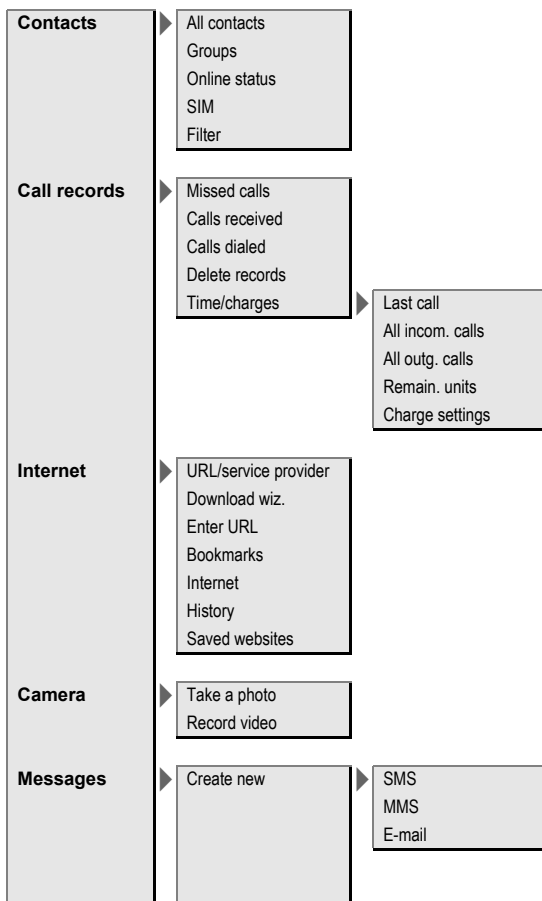 Contacts
All contacts
Groups
Online status
SIM
Filter
Call records
Missed calls
Calls received
Calls dialed
Delete records
Time/charges
Last call
All incom. calls
All outg. calls
Remain. units
Charge settings
Internet
URL/service provider
Download wiz.
Enter URL
Bookmarks
Internet
History
Saved websites
Camera
Take a photo
Record video
Messages
Create new
SMS
MMS
E-mail